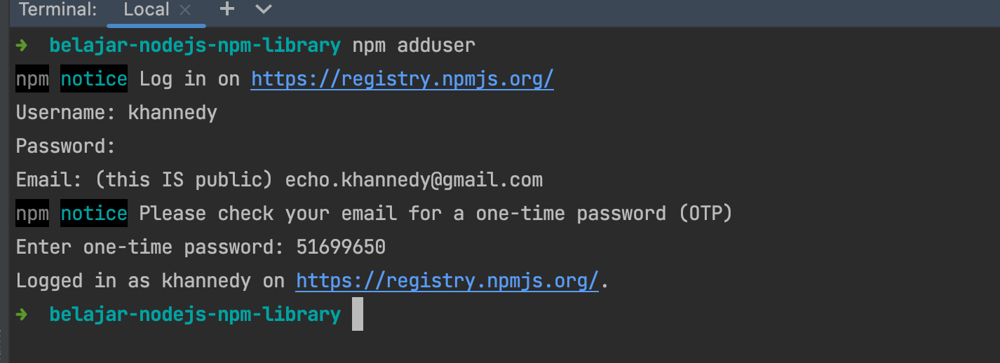 Terminal: Local × + ⌄
➜ belajar-nodejs-npm-library npm adduser
npm notice Log in on https://registry.npmjs.org/
Username: khannedy
Password:
Email: (this IS public) echo.khannedy@gmail.com
npm notice Please check your email for a one-time password (OTP)
Enter one-time password: 51699650
Logged in as khannedy on https://registry.npmjs.org/.
➜ belajar-nodejs-npm-library